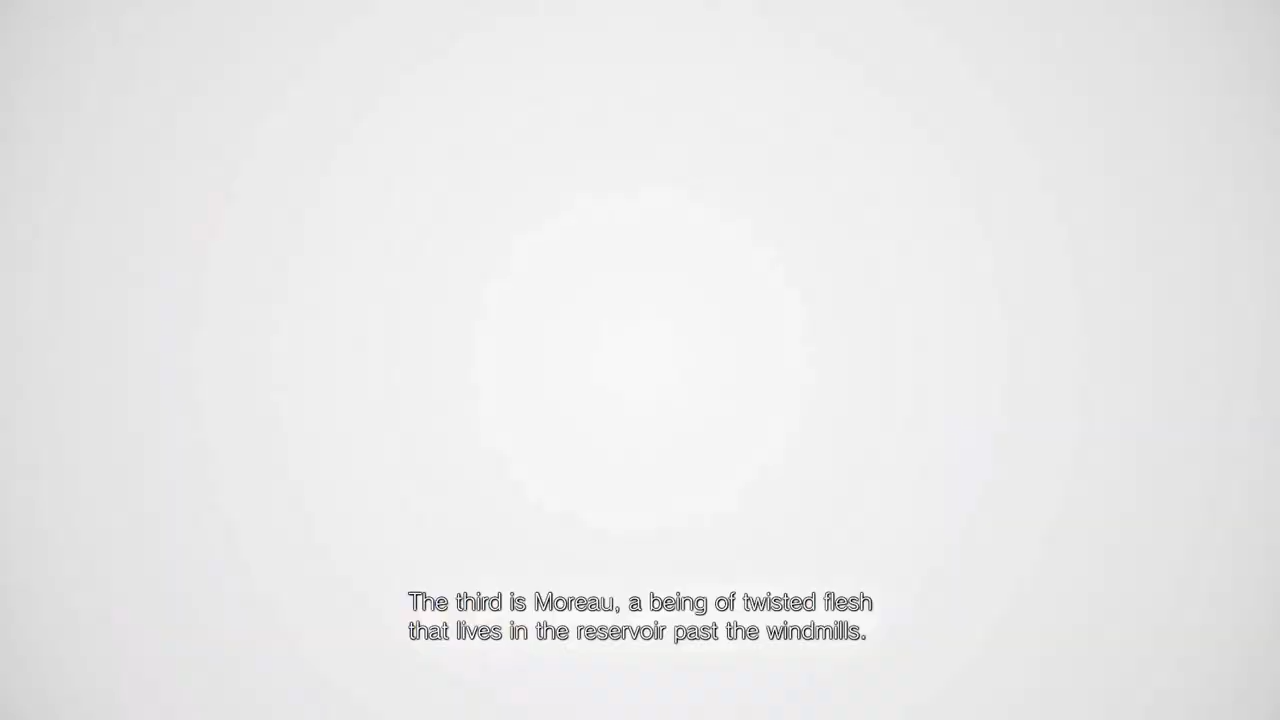 The third is Moreau, a being of twisted flesh
that lives in the reservoir past the windmills.